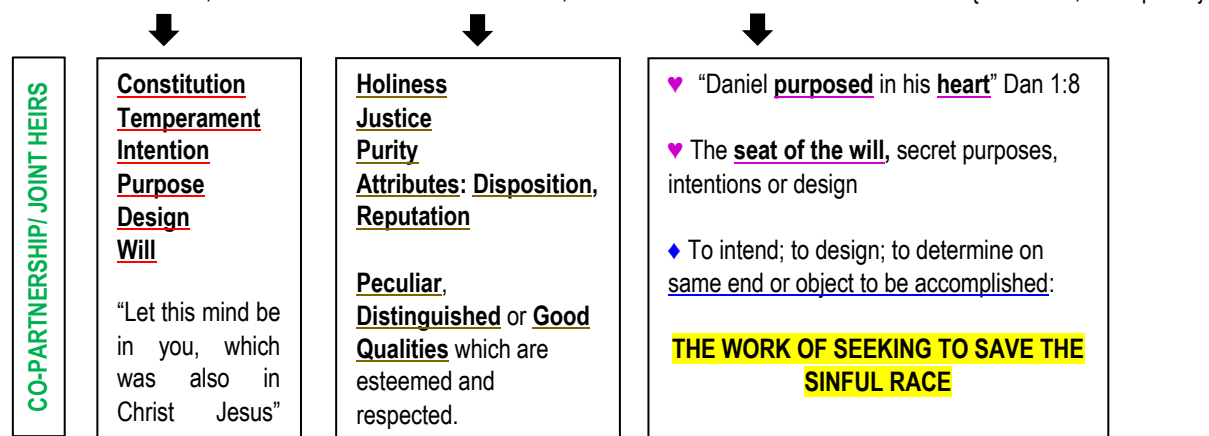 CO-PARTNERSHIP/ JOINT HEIRS
Constitution
Temperament
Intention
Purpose
Design
Will
“Let this mind be
in you, which
was also in
Christ Jesus”
Holiness
Justice
Purity
Attributes: Disposition,
Reputation
Peculiar,
Distinguished or Good
Qualities which are
esteemed and
respected.
♥ “Daniel purposed in his heart” Dan 1:8
♥ The seat of the will, secret purposes,
intentions or design
♦ To intend; to design; to determine on
same end or object to be accomplished:
THE WORK OF SEEKING TO SAVE THE
SINFUL RACE